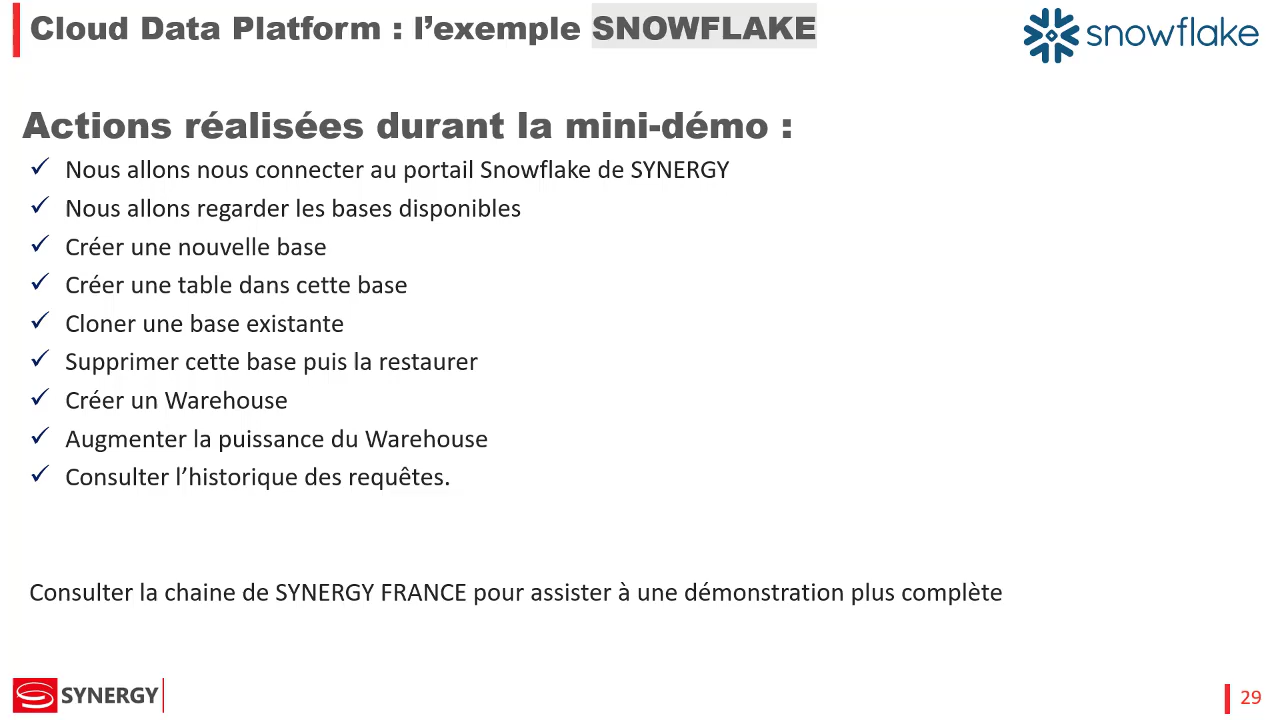 Cloud Data Platform : l’exemple SNOWFLAKE
snowflake
Actions réalisées durant la mini-démo :
✓ Nous allons nous connecter au portail Snowflake de SYNERGY
✓ Nous allons regarder les bases disponibles
✓ Créer une nouvelle base
✓ Créer une table dans cette base
✓ Cloner une base existante
✓ Supprimer cette base puis la restaurer
✓ Créer un Warehouse
✓ Augmenter la puissance du Warehouse
✓ Consulter l’historique des requêtes.
Consulter la chaine de SYNERGY FRANCE pour assister à une démonstration plus complète
SYNERGY
29